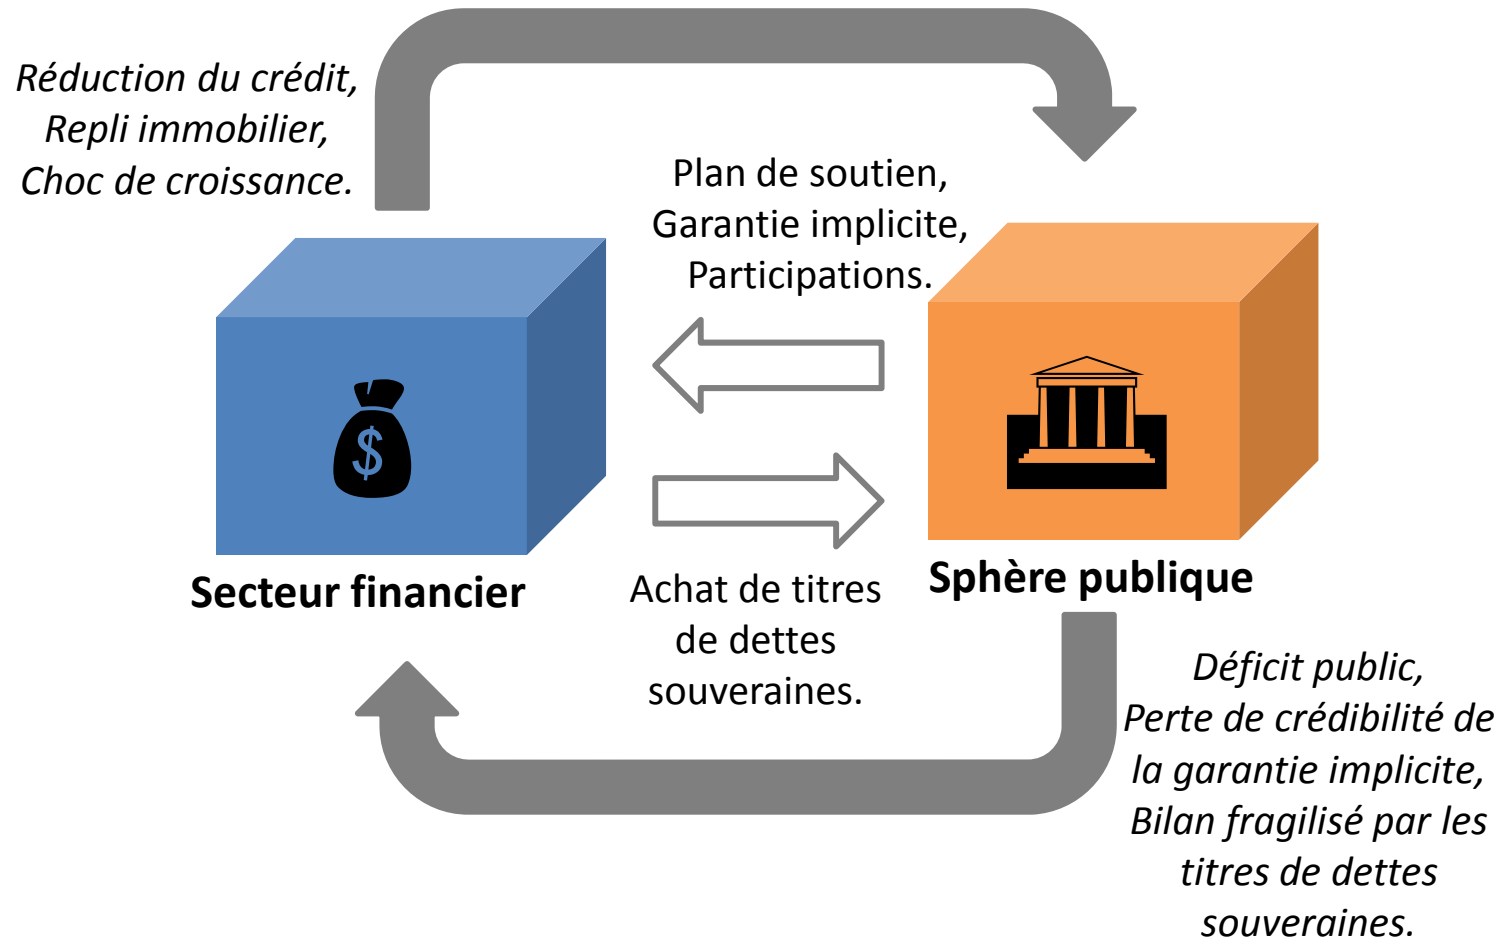 Réduction du crédit,
Repli immobilier,
Choc de croissance.
Plan de soutien,
Garantie implicite,
Participations.
$
Secteur financier
Sphère publique
Achat de titres
de dettes
souveraines.
Déficit public,
Perte de crédibilité de
la garantie implicite,
Bilan fragilisé par les
titres de dettes
souveraines.